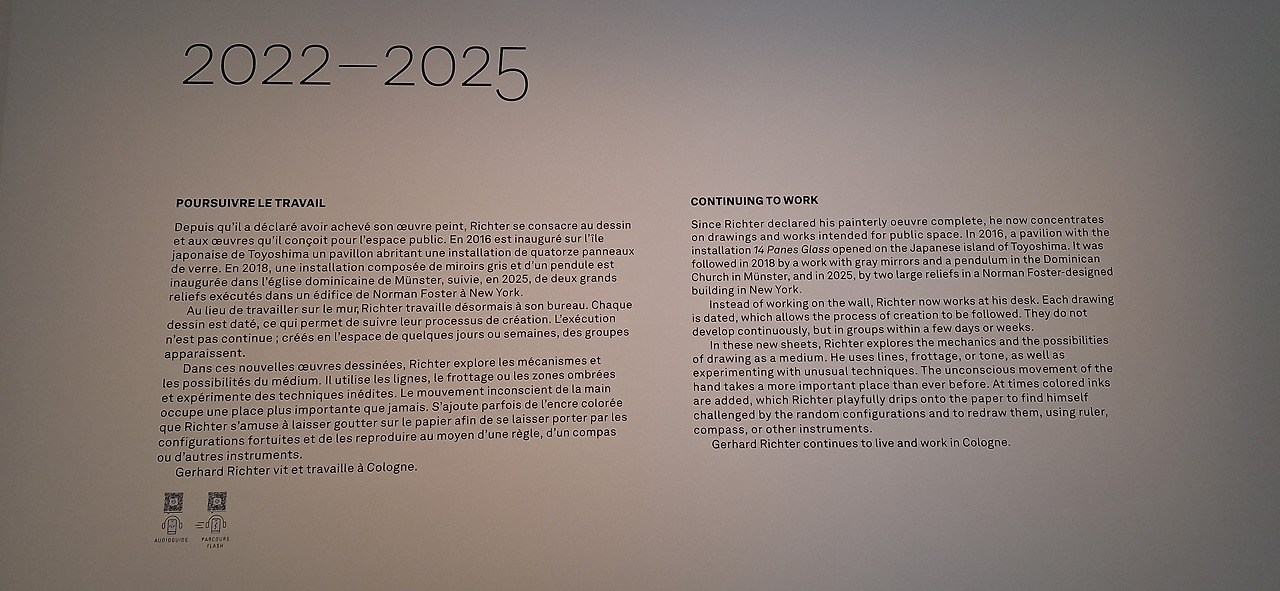 2022—2025
POURSUIVRE LE TRAVAIL
Depuis qu'il a déclaré avoir achevé son œuvre peint, Richter se consacre au dessin
et aux œuvres qu'il conçoit pour l'espace public. En 2016 est inauguré sur l'île
japonaise de Toyoshima un pavillon abritant une installation de quatorze panneaux
de verre. En 2018, une installation composée de miroirs gris et d'un pendule est
inaugurée dans l'église dominicaine de Münster, suivie, en 2025, de deux grands
reliefs exécutés dans un édifice de Norman Foster à New York.
Au lieu de travailler sur le mur, Richter travaille désormais à son bureau. Chaque
dessin est daté, ce qui permet de suivre leur processus de création. L'exécution
n'est pas continue ; créés en l'espace de quelques jours ou semaines, des groupes
apparaissent.
Dans ces nouvelles œuvres dessinées, Richter explore les mécanismes et
les possibilités du médium. Il utilise les lignes, le frottage ou les zones ombrées
et expérimente des techniques inédites. Le mouvement inconscient de la main
occupe une place plus importante que jamais. S'ajoute parfois de l'encre colorée
que Richter s'amuse à laisser goutter sur le papier afin de se laisser porter par les
configurations fortuites et de les reproduire au moyen d'une règle, d'un compas
ou d'autres instruments.
Gerhard Richter vit et travaille à Cologne.
AUDIOGUIDE
PARCOURS
FLASH
CONTINUING TO WORK
Since Richter declared his painterly oeuvre complete, he now concentrates
on drawings and works intended for public space. In 2016, a pavilion with the
installation 14 Panes Glass opened on the Japanese island of Toyoshima. It was
followed in 2018 by a work with gray mirrors and a pendulum in the Dominican
Church in Münster, and in 2025, by two large reliefs in a Norman Foster-designed
building in New York.
Instead of working on the wall, Richter now works at his desk. Each drawing
is dated, which allows the process of creation to be followed. They do not
develop continuously, but in groups within a few days or weeks.
In these new sheets, Richter explores the mechanics and the possibilities
of drawing as a medium. He uses lines, frottage, or tone, as well as
experimenting with unusual techniques. The unconscious movement of the
hand takes a more important place than ever before. At times colored inks
are added, which Richter playfully drips onto the paper to find himself
challenged by the random configurations and to redraw them, using ruler,
compass, or other instruments.
Gerhard Richter continues to live and work in Cologne.